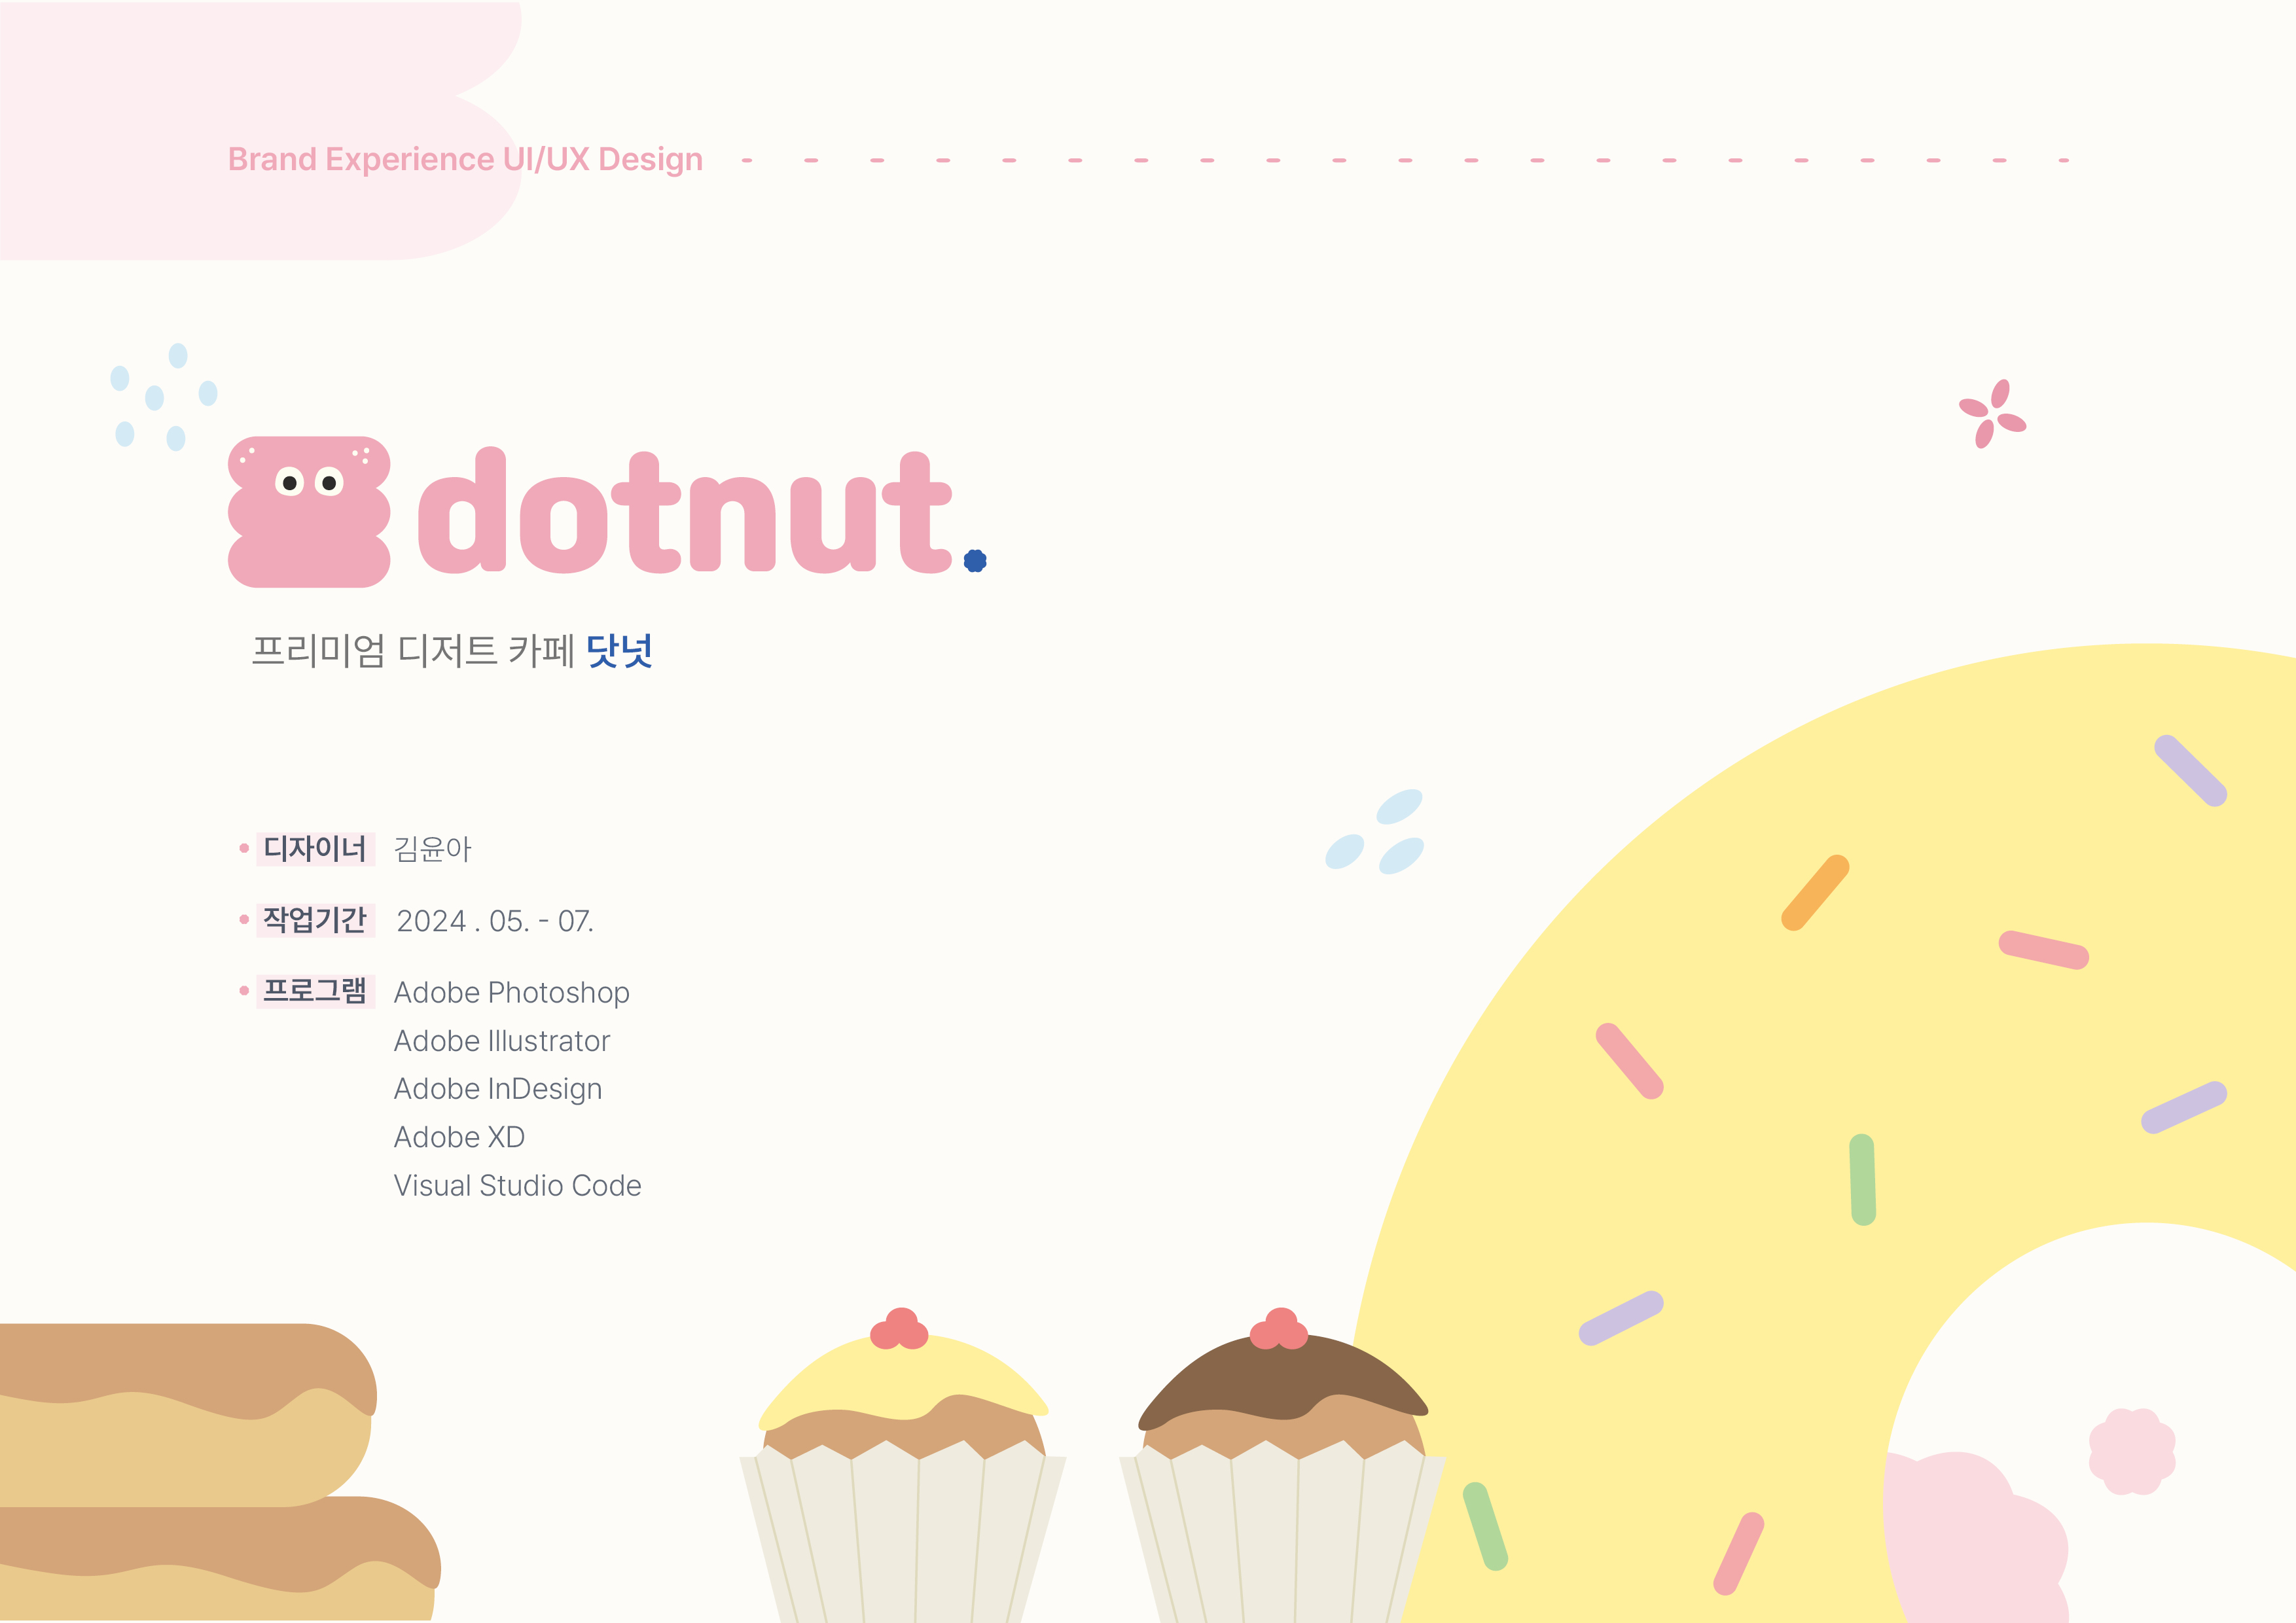 Brand Experience UI/UX Design
dotnut.
프리미엄 디저트 카페 닷넛
디자이너 김윤아
작업기간 2024 . 05. - 07.
프로그램 Adobe Photoshop
Adobe Illustrator
Adobe InDesign
Adobe XD
Visual Studio Code